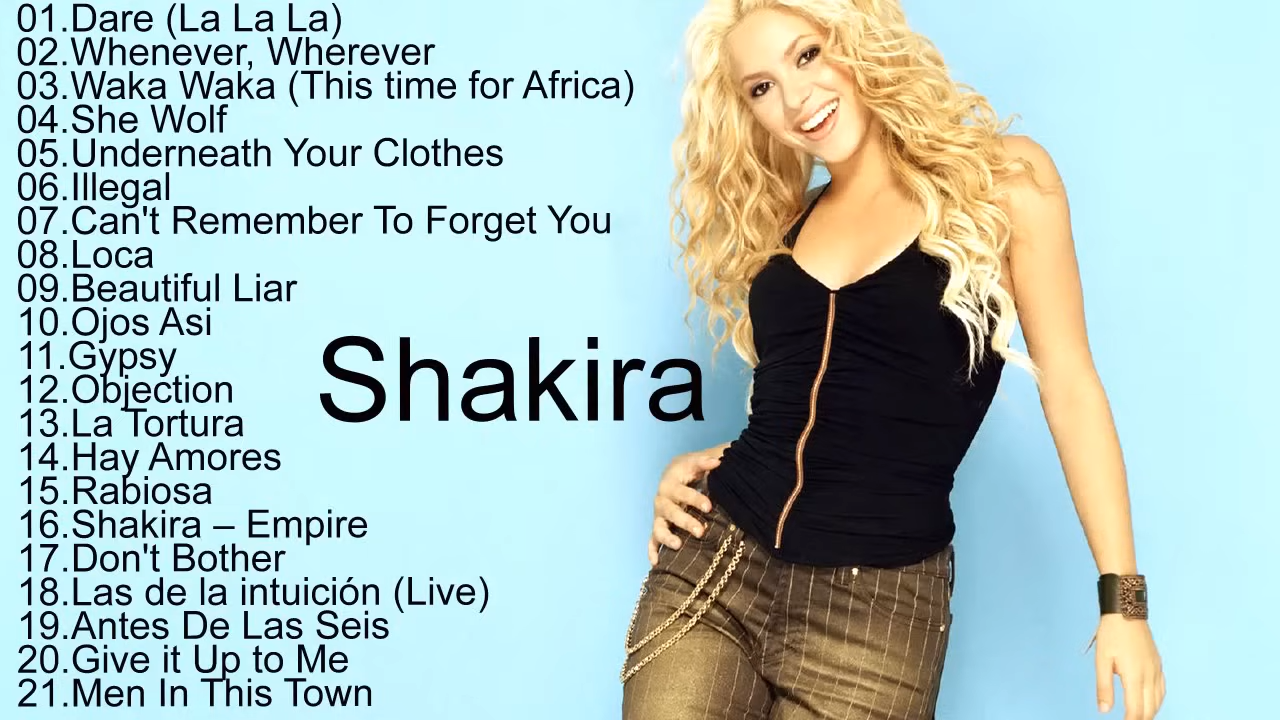 01.Dare (La La La)
02.Whenever, Wherever
03.Waka Waka (This time for Africa)
04.She Wolf
05.Underneath Your Clothes
06.Illegal
07.Can't Remember To Forget You
08.Loca
09.Beautiful Liar
10.Ojos Asi
11.Gypsy
12.Objection
13.La Tortura
14.Hay Amores
15.Rabiosa
16.Shakira – Empire
17.Don't Bother
18.Las de la intuición (Live)
19.Antes De Las Seis
20.Give it Up to Me
21.Men In This Town
Shakira